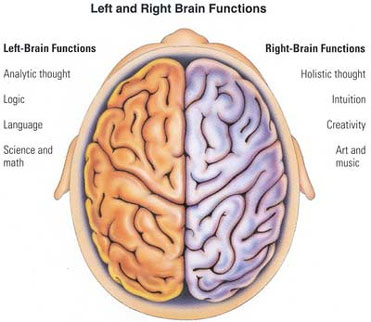 Left and Right Brain Functions
Left-Brain Functions
Analytic thought
Logic
Language
Science and
math
Right-Brain Functions
Holistic thought
Intuition
Creativity
Art and
music